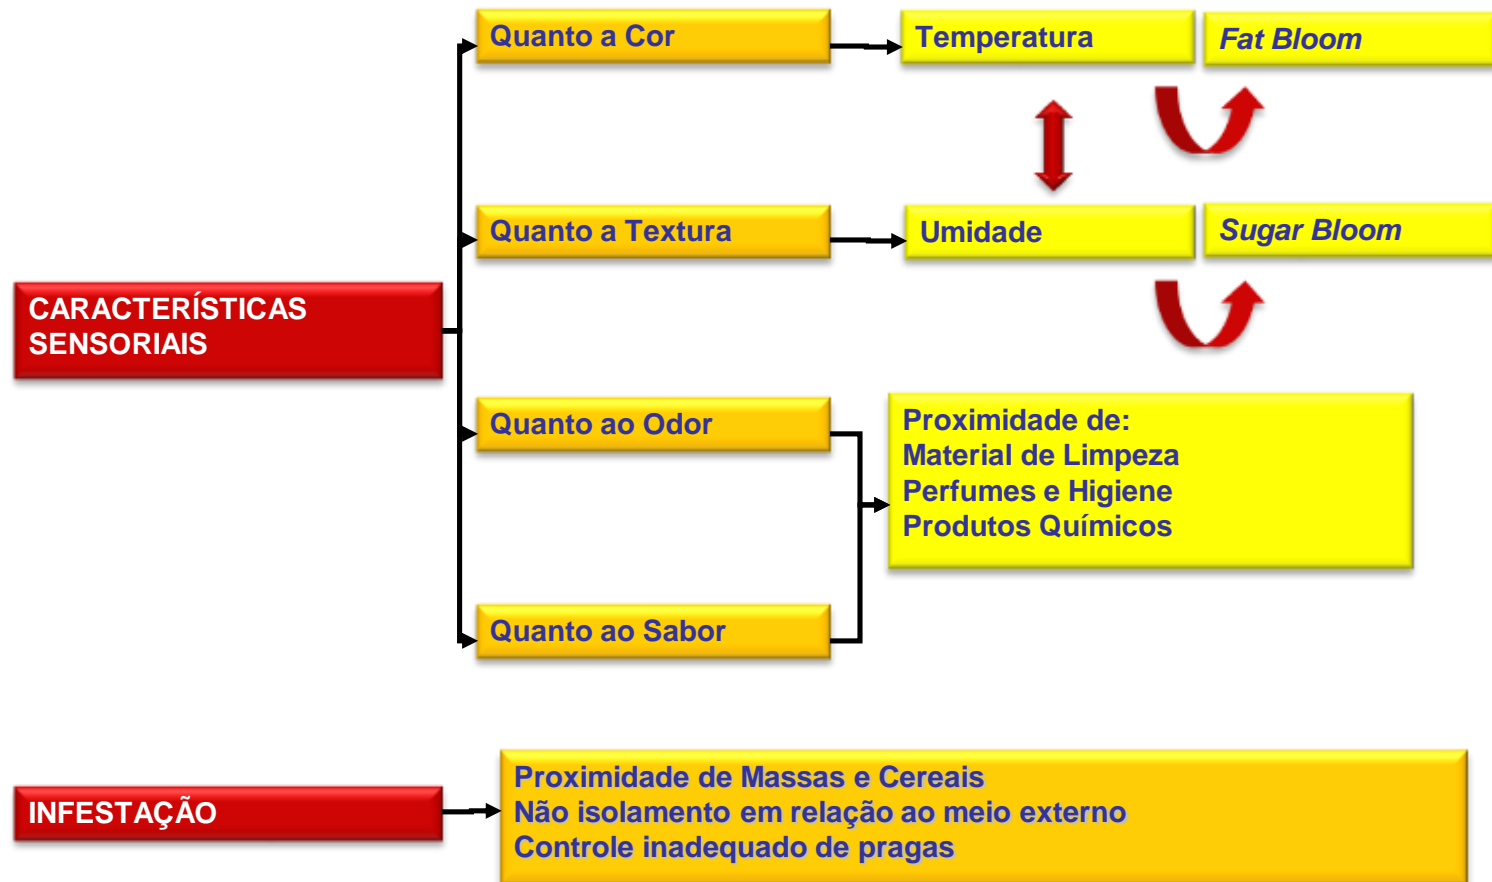 Quanto a Cor
Temperatura
Fat Bloom
Quanto a Textura
Umidade
Sugar Bloom
CARACTERÍSTICAS
SENSORIAIS
Quanto ao Odor
Proximidade de:
Material de Limpeza
Perfumes e Higiene
Produtos Químicos
Quanto ao Sabor
INFESTAÇÃO
Proximidade de Massas e Cereais
Não isolamento em relação ao meio externo
Controle inadequado de pragas